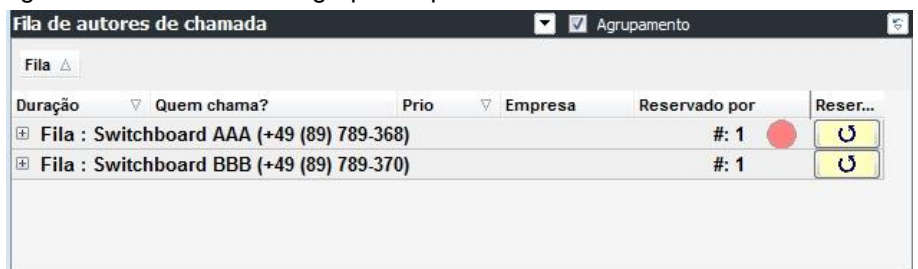 Fila de autores de chamada Agrupamento
Fila
Duração Quem chama? Prio Empresa Reservado por Reser...
Fila : Switchboard AAA (+49 (89) 789-368) #: 1
Fila : Switchboard BBB (+49 (89) 789-370) #: 1